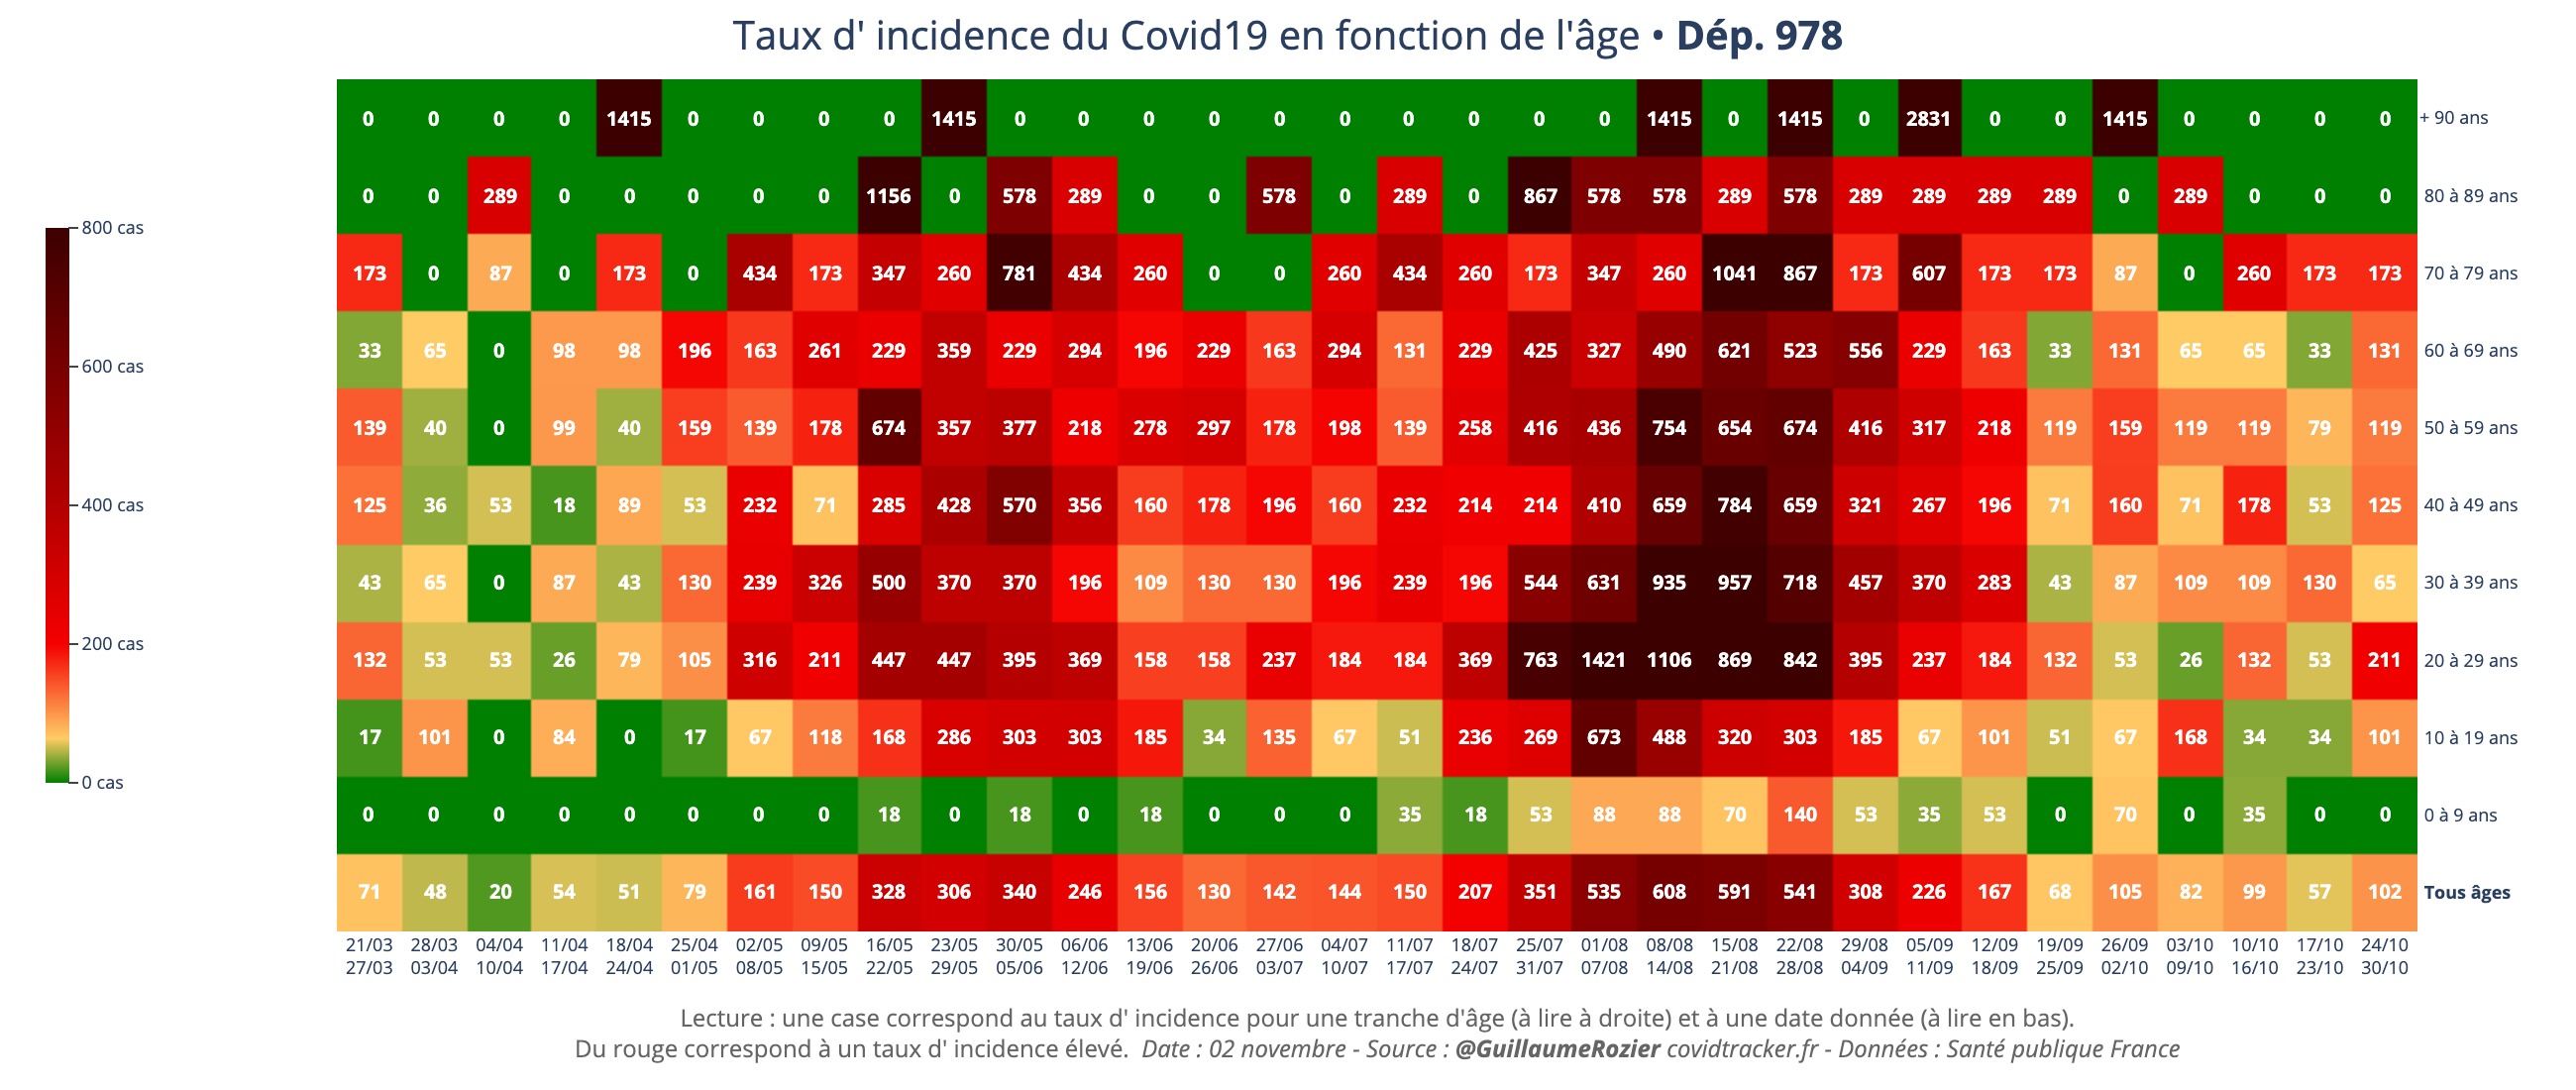 Taux d' incidence du Covid19 en fonction de l'âge • Dép. 978
0 0 0 0 1415 0 0 0 0 1415 0 0 0 0 0 0 0 0 0 0 1415 0 1415 0 2831 0 0 1415 0 0 0 0 + 90 ans
0 0 289 0 0 0 0 0 1156 0 578 289 0 0 578 0 289 0 867 578 578 289 578 289 289 289 289 0 289 0 0 0 80 à 89 ans
800 cas
173 0 87 0 173 0 434 173 347 260 781 434 260 0 0 260 434 260 173 347 260 1041 867 173 607 173 173 87 0 260 173 173 70 à 79 ans
33 65 0 98 98 196 163 261 229 359 229 294 196 229 163 294 131 229 425 327 490 621 523 556 229 163 33 131 65 65 33 131 60 à 69 ans
600 cas
139 40 0 99 40 159 139 178 674 357 377 218 278 297 178 198 139 258 416 436 754 654 674 416 317 218 119 159 119 119 79 119 50 à 59 ans
400 cas
125 36 53 18 89 53 232 71 285 428 570 356 160 178 196 160 232 214 214 410 659 784 659 321 267 196 71 160 71 178 53 125 40 à 49 ans
43 65 0 87 43 130 239 326 500 370 370 196 109 130 130 196 239 196 544 631 935 957 718 457 370 283 43 87 109 109 130 65 30 à 39 ans
200 cas
132 53 53 26 79 105 316 211 447 447 395 369 158 158 237 184 184 369 763 1421 1106 869 842 395 237 184 132 53 26 132 53 211 20 à 29 ans
17 101 0 84 0 17 67 118 168 286 303 303 185 34 135 67 51 236 269 673 488 320 303 185 67 101 51 67 168 34 34 101 10 à 19 ans
0 cas
0 0 0 0 0 0 0 0 18 0 18 0 18 0 0 0 35 18 53 88 88 70 140 53 35 53 0 70 0 35 0 0 0 à 9 ans
71 48 20 54 51 79 161 150 328 306 340 246 156 130 142 144 150 207 351 535 608 591 541 308 226 167 68 105 82 99 57 102 Tous âges
21/03 28/03 04/04 11/04 18/04 25/04 02/05 09/05 16/05 23/05 30/05 06/06 13/06 20/06 27/06 04/07 11/07 18/07 25/07 01/08 08/08 15/08 22/08 29/08 05/09 12/09 19/09 26/09 03/10 10/10 17/10 24/10
27/03 03/04 10/04 17/04 24/04 01/05 08/05 15/05 22/05 29/05 05/06 12/06 19/06 26/06 03/07 10/07 17/07 24/07 31/07 07/08 14/08 21/08 28/08 04/09 11/09 18/09 25/09 02/10 09/10 16/10 23/10 30/10
Lecture : une case correspond au taux d' incidence pour une tranche d'âge (à lire à droite) et à une date donnée (à lire en bas).
Du rouge correspond à un taux d' incidence élevé. Date : 02 novembre - Source : @GuillaumeRozier covidtracker.fr - Données : Santé publique France